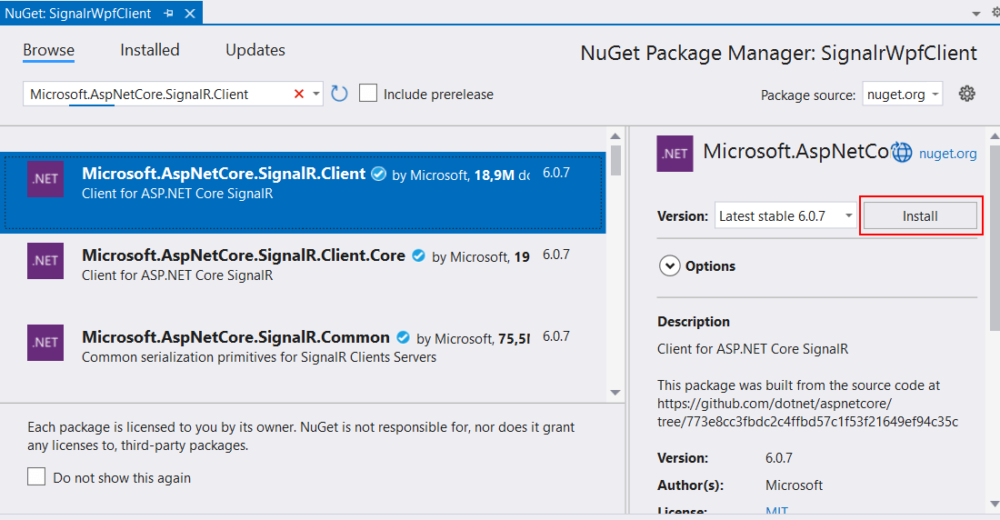 NuGet: SignalrWpfClient
Browse Installed Updates
NuGet Package Manager: SignalrWpfClient
Microsoft.AspNetCore.SignalR.Client
Include prerelease
Package source: nuget.org
.NET
Microsoft.AspNetCore.SignalR.Client by Microsoft, 18,9M 6.0.7
Client for ASP.NET Core SignalR
.NET
Microsoft.AspNetCore.SignalR.Client.Core by Microsoft, 19 6.0.7
Client for ASP.NET Core SignalR
.NET
Microsoft.AspNetCore.SignalR.Common by Microsoft, 75,5 6.0.7
Common serialization primitives for SignalR Clients Servers
Each package is licensed to you by its owner. NuGet is not responsible for, nor does it grant
any licenses to, third-party packages.
Do not show this again
.NET
Microsoft.AspNetCo nuget.org
Version: Latest stable 6.0.7 Install
Options
Description
Client for ASP.NET Core SignalR
This package was built from the source code at
https://github.com/dotnet/aspnetcore/
tree/773e8cc3fbdc2c4ffbd57c1f53f21649ef94c35c
Version: 6.0.7
Author(s): Microsoft
License: MIT